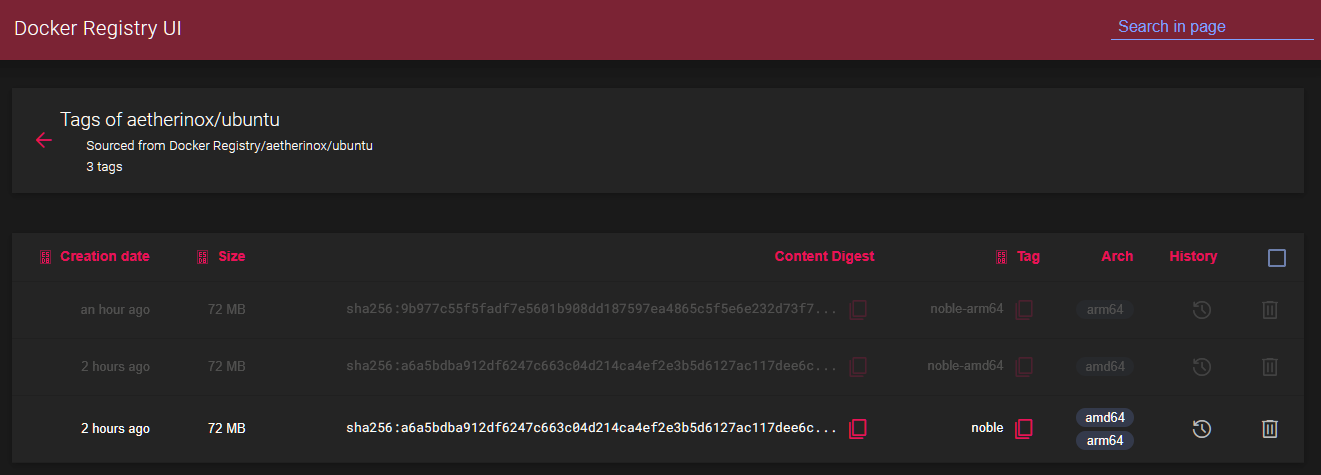 Docker Registry UI
Search in page
Tags of aetherinox/ubuntu
Sourced from Docker Registry/aetherinox/ubuntu
3 tags
Creation date Size Content Digest Tag Arch History
an hour ago 72 MB sha256:9b977c55f5fadf7e5601b908dd187597ea4865c5f5e6e232d73f7... noble-arm64 arm64
2 hours ago 72 MB sha256:a6a5bdba912df6247c663c04d214ca4ef2e3b5d6127ac117dee6c... noble-amd64 amd64
2 hours ago 72 MB sha256:a6a5bdba912df6247c663c04d214ca4ef2e3b5d6127ac117dee6c... noble amd64
arm64